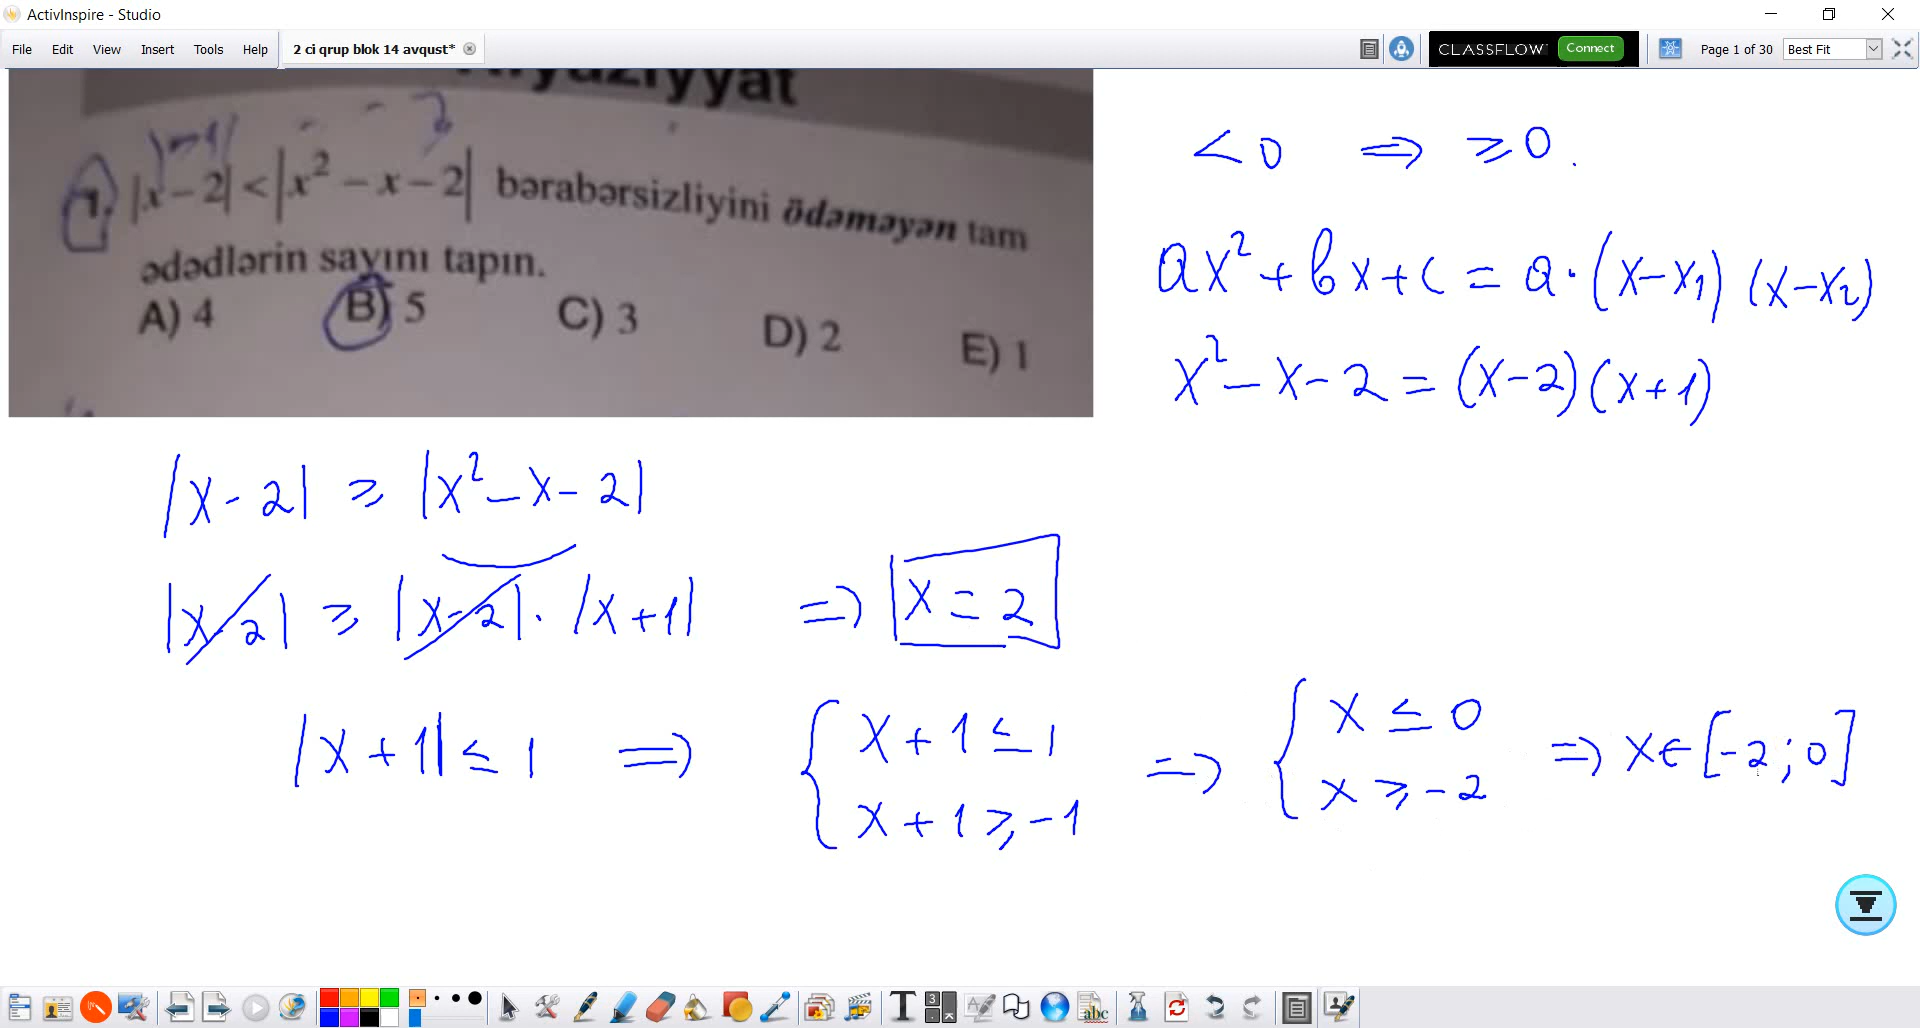 ActivInspire - Studio
File Edit View Insert Tools Help
2 ci qrup blok 14 avqust*
CLASSFLOW Connect
Page 1 of 30 Best Fit
1. |x-2| < |x² - x - 2| bərabərsizliyini ödəməyən tam
ədədlərin sayını tapın.
A) 4 B) 5 C) 3 D) 2 E) 1
< 0 ⇒ ≥ 0.
ax² + bx + c = a·(x-x₁)(x-x₂)
x² - x - 2 = (x-2)(x+1)
|x-2| ≥ |x² - x - 2|
|x-2| ≥ |x-2|·|x+1| ⇒ x = 2
|x+1| ≤ 1 ⇒ { x+1 ≤ 1 ⇒ { x ≤ 0 ⇒ x ∈ [-2; 0]
x+1 ≥ -1 x ≥ -2
T abc